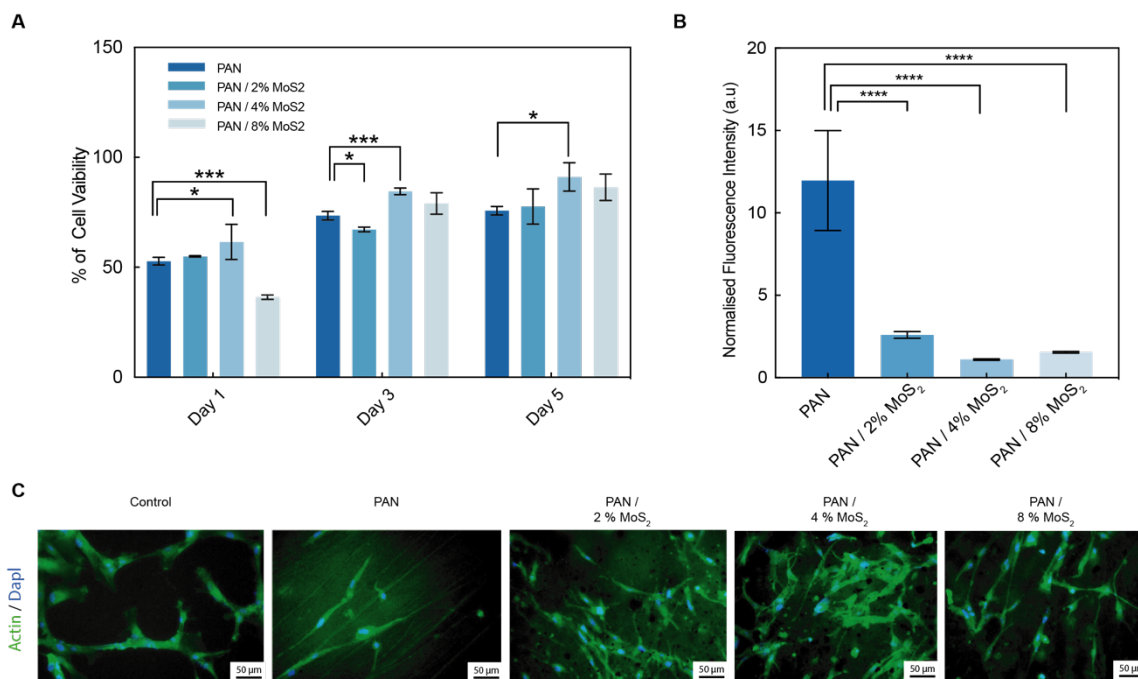 A
% of Cell Vaibility
150
100
50
0
PAN
PAN / 2% MoS2
PAN / 4% MoS2
PAN / 8% MoS2
***
*
***
*
*
Day 1
Day 3
Day 5
B
Normalised Fluorescence Intensity (a.u)
20
15
10
5
0
****
****
****
PAN
PAN / 2% MoS₂
PAN / 4% MoS₂
PAN / 8% MoS₂
C
Actin / DapI
Control
PAN
PAN /
2 % MoS₂
PAN /
4 % MoS₂
PAN /
8 % MoS₂
50 µm
50 µm
50 µm
50 µm
50 µm